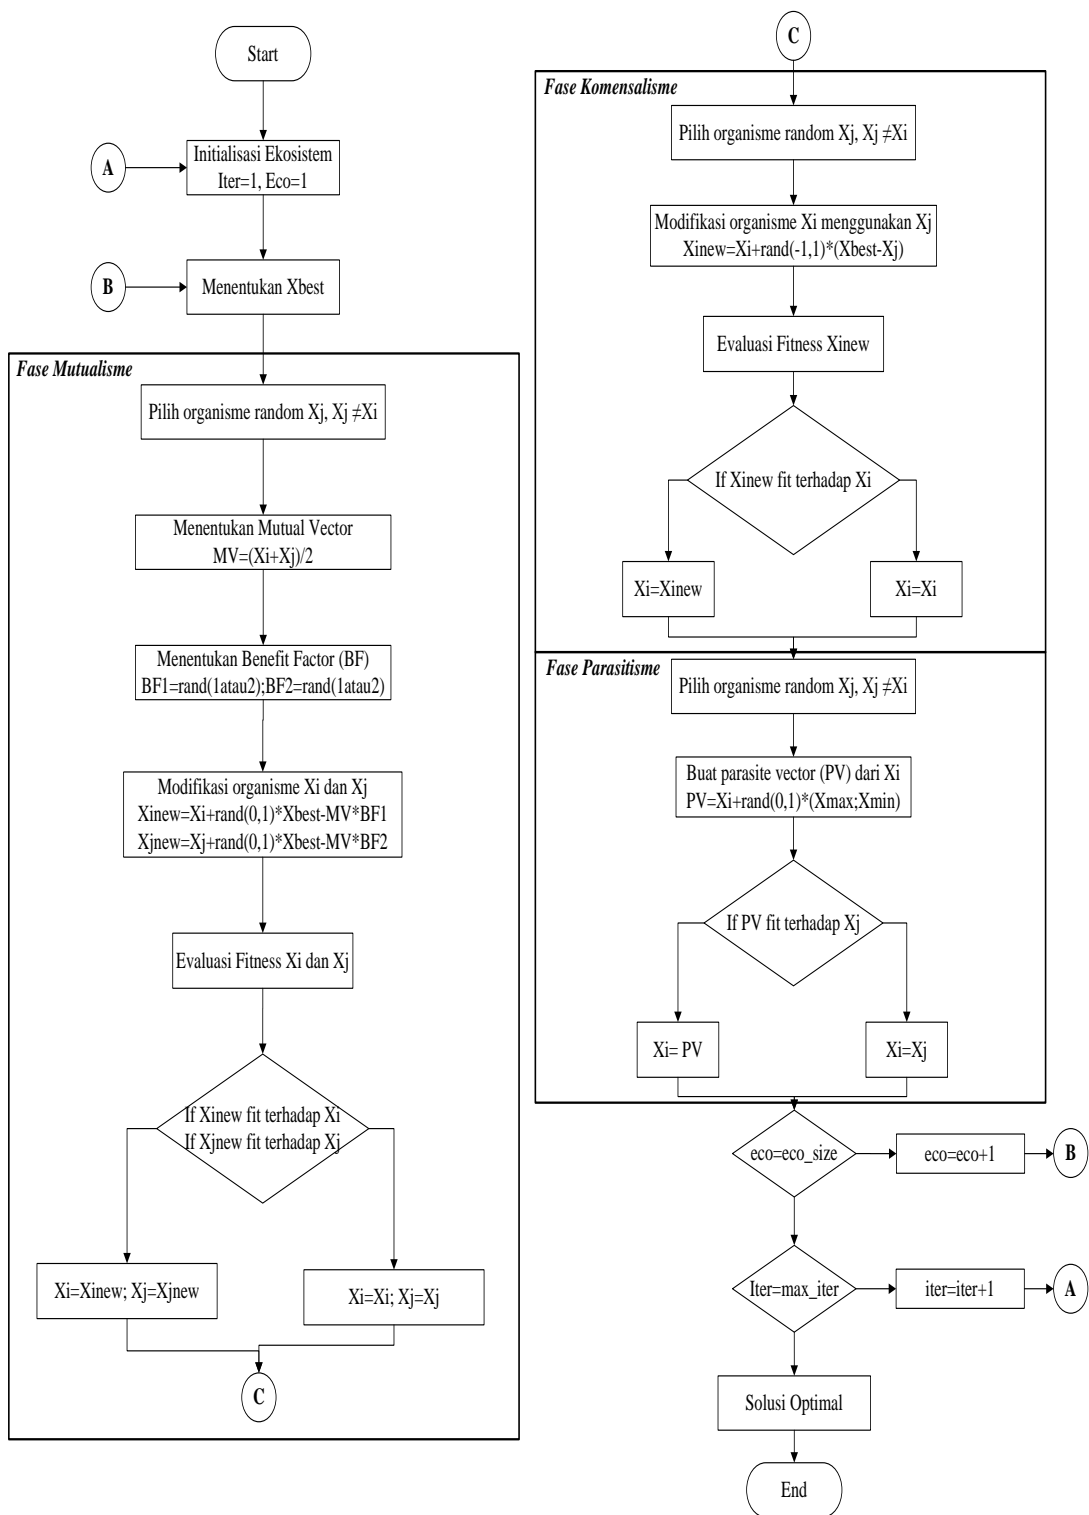 Start
A
Initialisasi Ekosistem
Iter=1, Eco=1
B
Menentukan Xbest
Fase Mutualisme
Pilih organisme random Xj, Xj ≠Xi
Menentukan Mutual Vector
MV=(Xi+Xj)/2
Menentukan Benefit Factor (BF)
BF1=rand(1atau2);BF2=rand(1atau2)
Modifikasi organisme Xi dan Xj
Xinew=Xi+rand(0,1)*Xbest-MV*BF1
Xjnew=Xj+rand(0,1)*Xbest-MV*BF2
Evaluasi Fitness Xi dan Xj
If Xinew fit terhadap Xi
If Xjnew fit terhadap Xj
Xi=Xinew; Xj=Xjnew
Xi=Xi; Xj=Xj
C
C
Fase Komensalisme
Pilih organisme random Xj, Xj ≠Xi
Modifikasi organisme Xi menggunakan Xj
Xinew=Xi+rand(-1,1)*(Xbest-Xj)
Evaluasi Fitness Xinew
If Xinew fit terhadap Xi
Xi=Xinew
Xi=Xi
Fase Parasitisme
Pilih organisme random Xj, Xj ≠Xi
Buat parasite vector (PV) dari Xi
PV=Xi+rand(0,1)*(Xmax;Xmin)
If PV fit terhadap Xj
Xi= PV
Xi=Xj
eco=eco_size
eco=eco+1
B
Iter=max_iter
iter=iter+1
A
Solusi Optimal
End